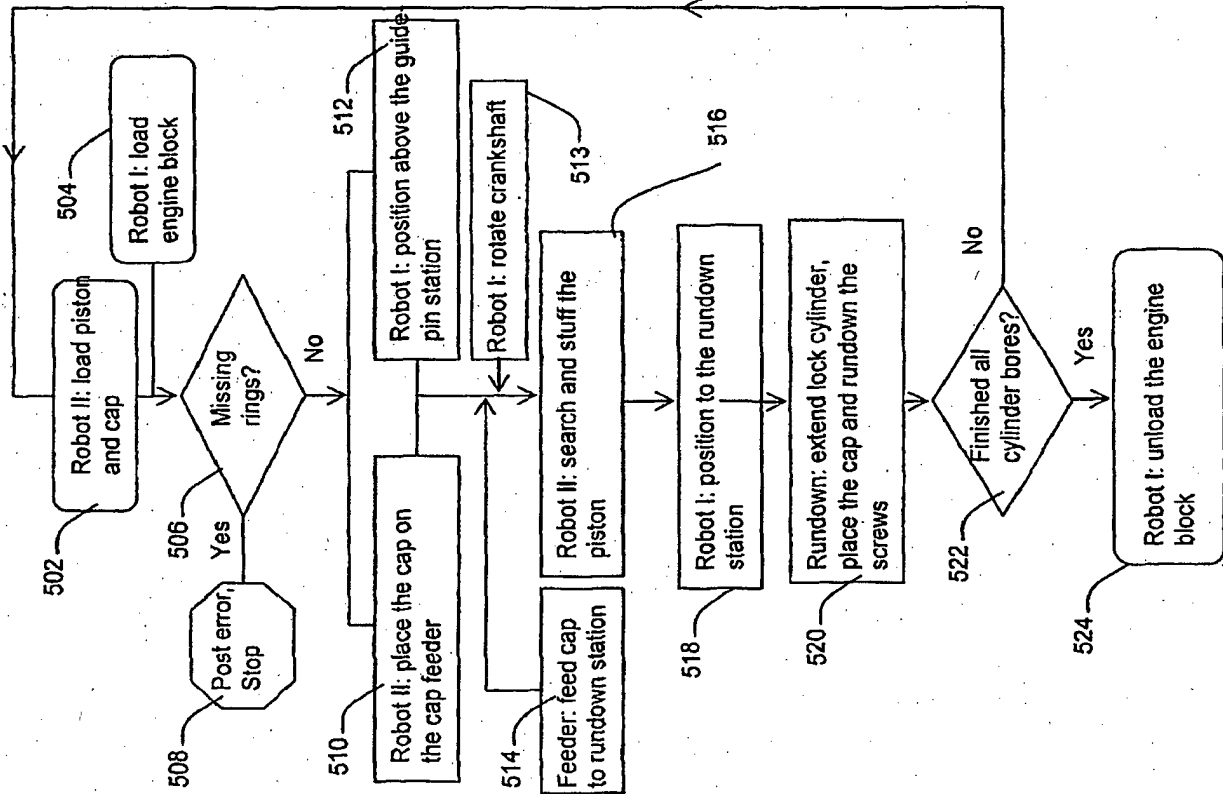 504
Robot I: load
engine block
Robot II: load piston
and cap
502
Missing
rings?
506
Yes
No
Post error,
Stop
508
512
Robot I: position above the guide
pin station
Robot II: place the cap on
the cap feeder
510
Robot I: rotate crankshaft
513
516
Robot II: search and stuff the
piston
Feeder: feed cap
to rundown station
514
Robot I: position to the rundown
station
518
Rundown: extend lock cylinder,
place the cap and rundown the
screws
520
Finished all
cylinder bores?
522
No
Yes
Robot I: unload the engine
block
524